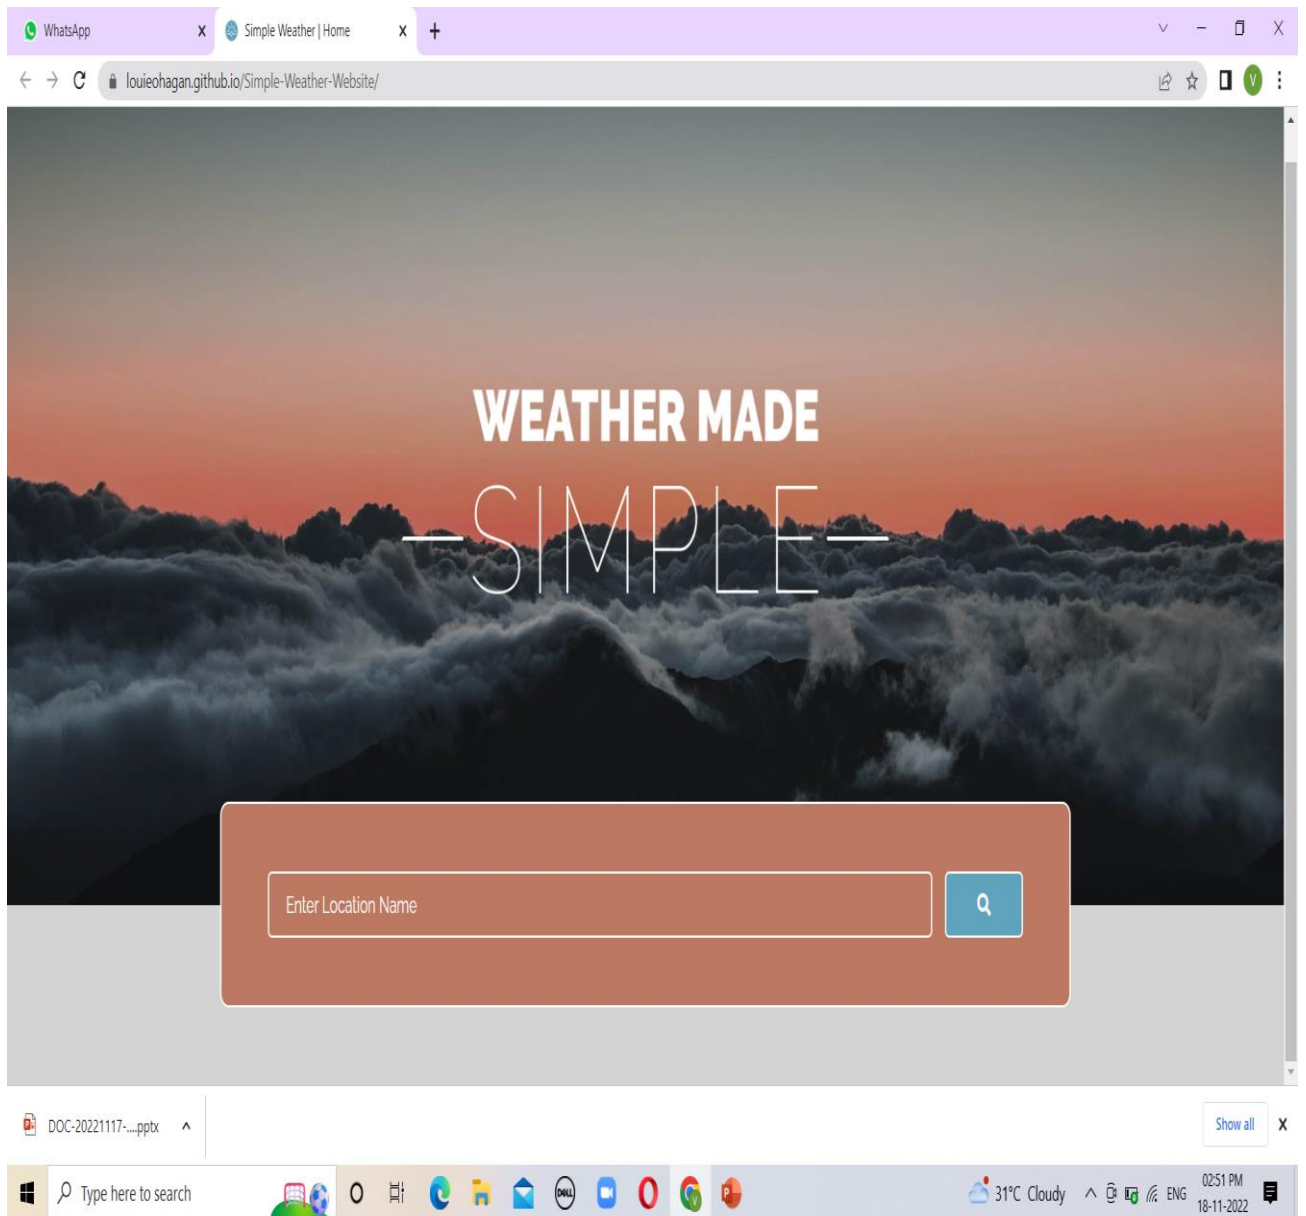 WhatsApp
Simple Weather | Home
louieohagan.github.io/Simple-Weather-Website/
V
WEATHER MADE
SIMPLE
Enter Location Name
DOC-20221117-....pptx
Show all
Type here to search
DELL
31°C Cloudy
ENG
02:51 PM
18-11-2022